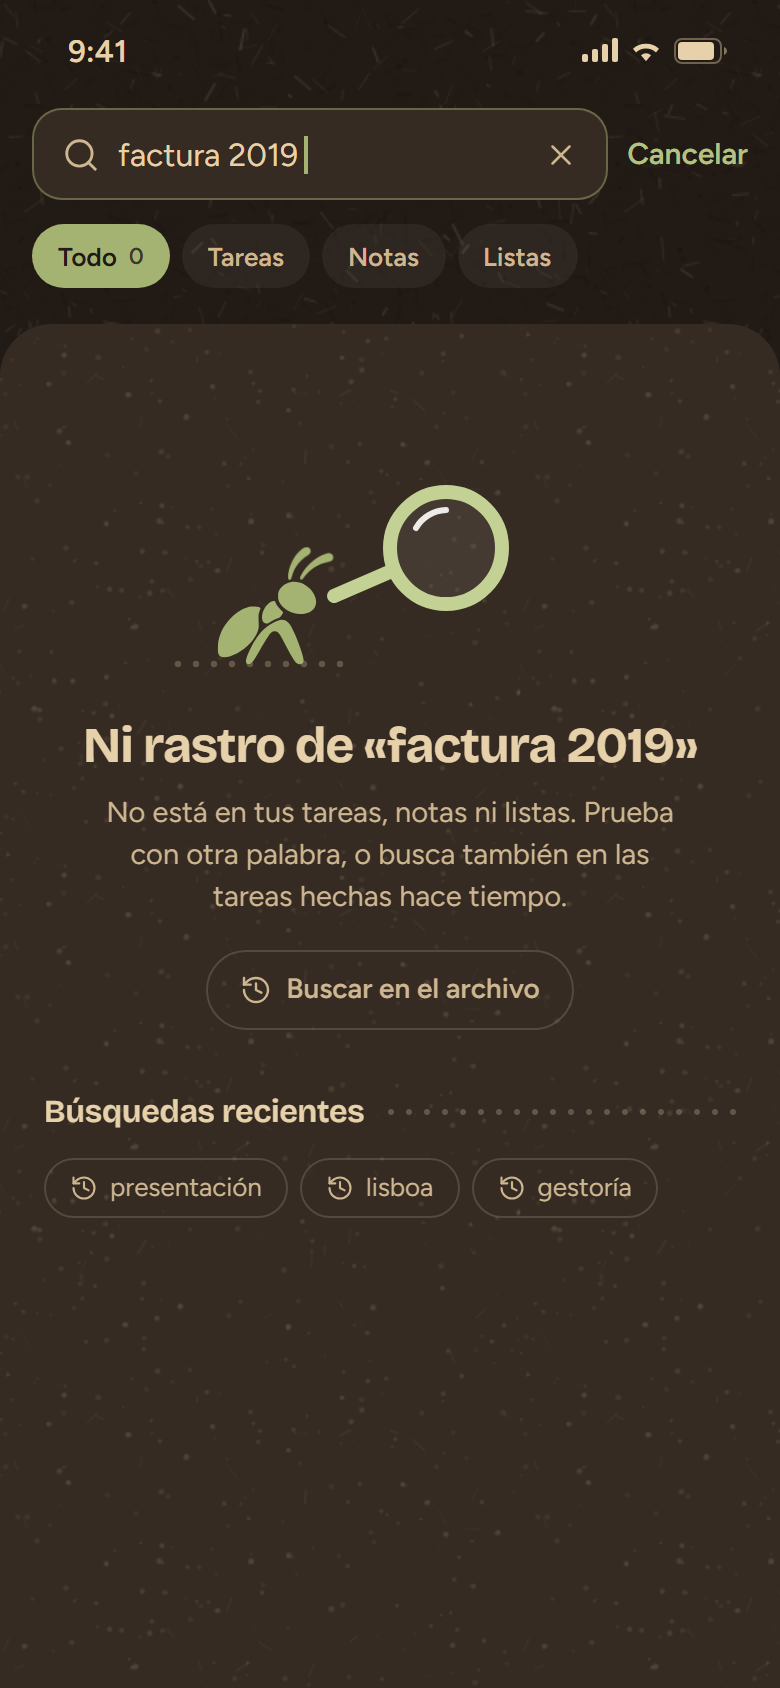 9:41
factura 2019
Cancelar
Todo 0
Tareas
Notas
Listas
Ni rastro de «factura 2019»
No está en tus tareas, notas ni listas. Prueba
con otra palabra, o busca también en las
tareas hechas hace tiempo.
Buscar en el archivo
Búsquedas recientes
presentación
lisboa
gestoría